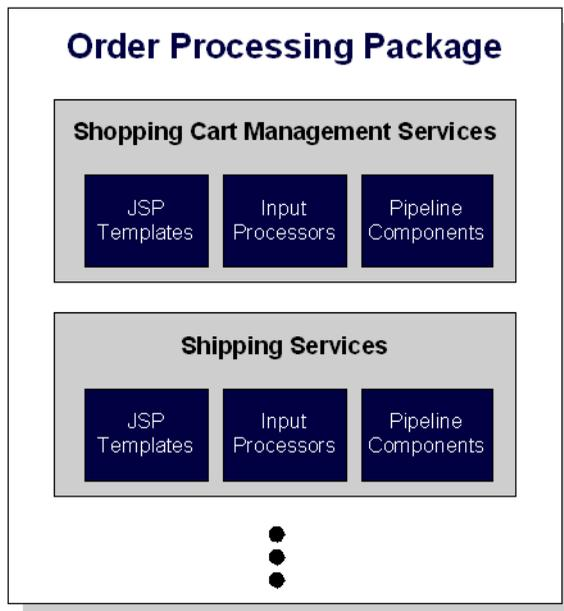 Order Processing Package
Shopping Cart Management Services
JSP
Templates
Input
Processors
Pipeline
Components
Shipping Services
JSP
Templates
Input
Processors
Pipeline
Components